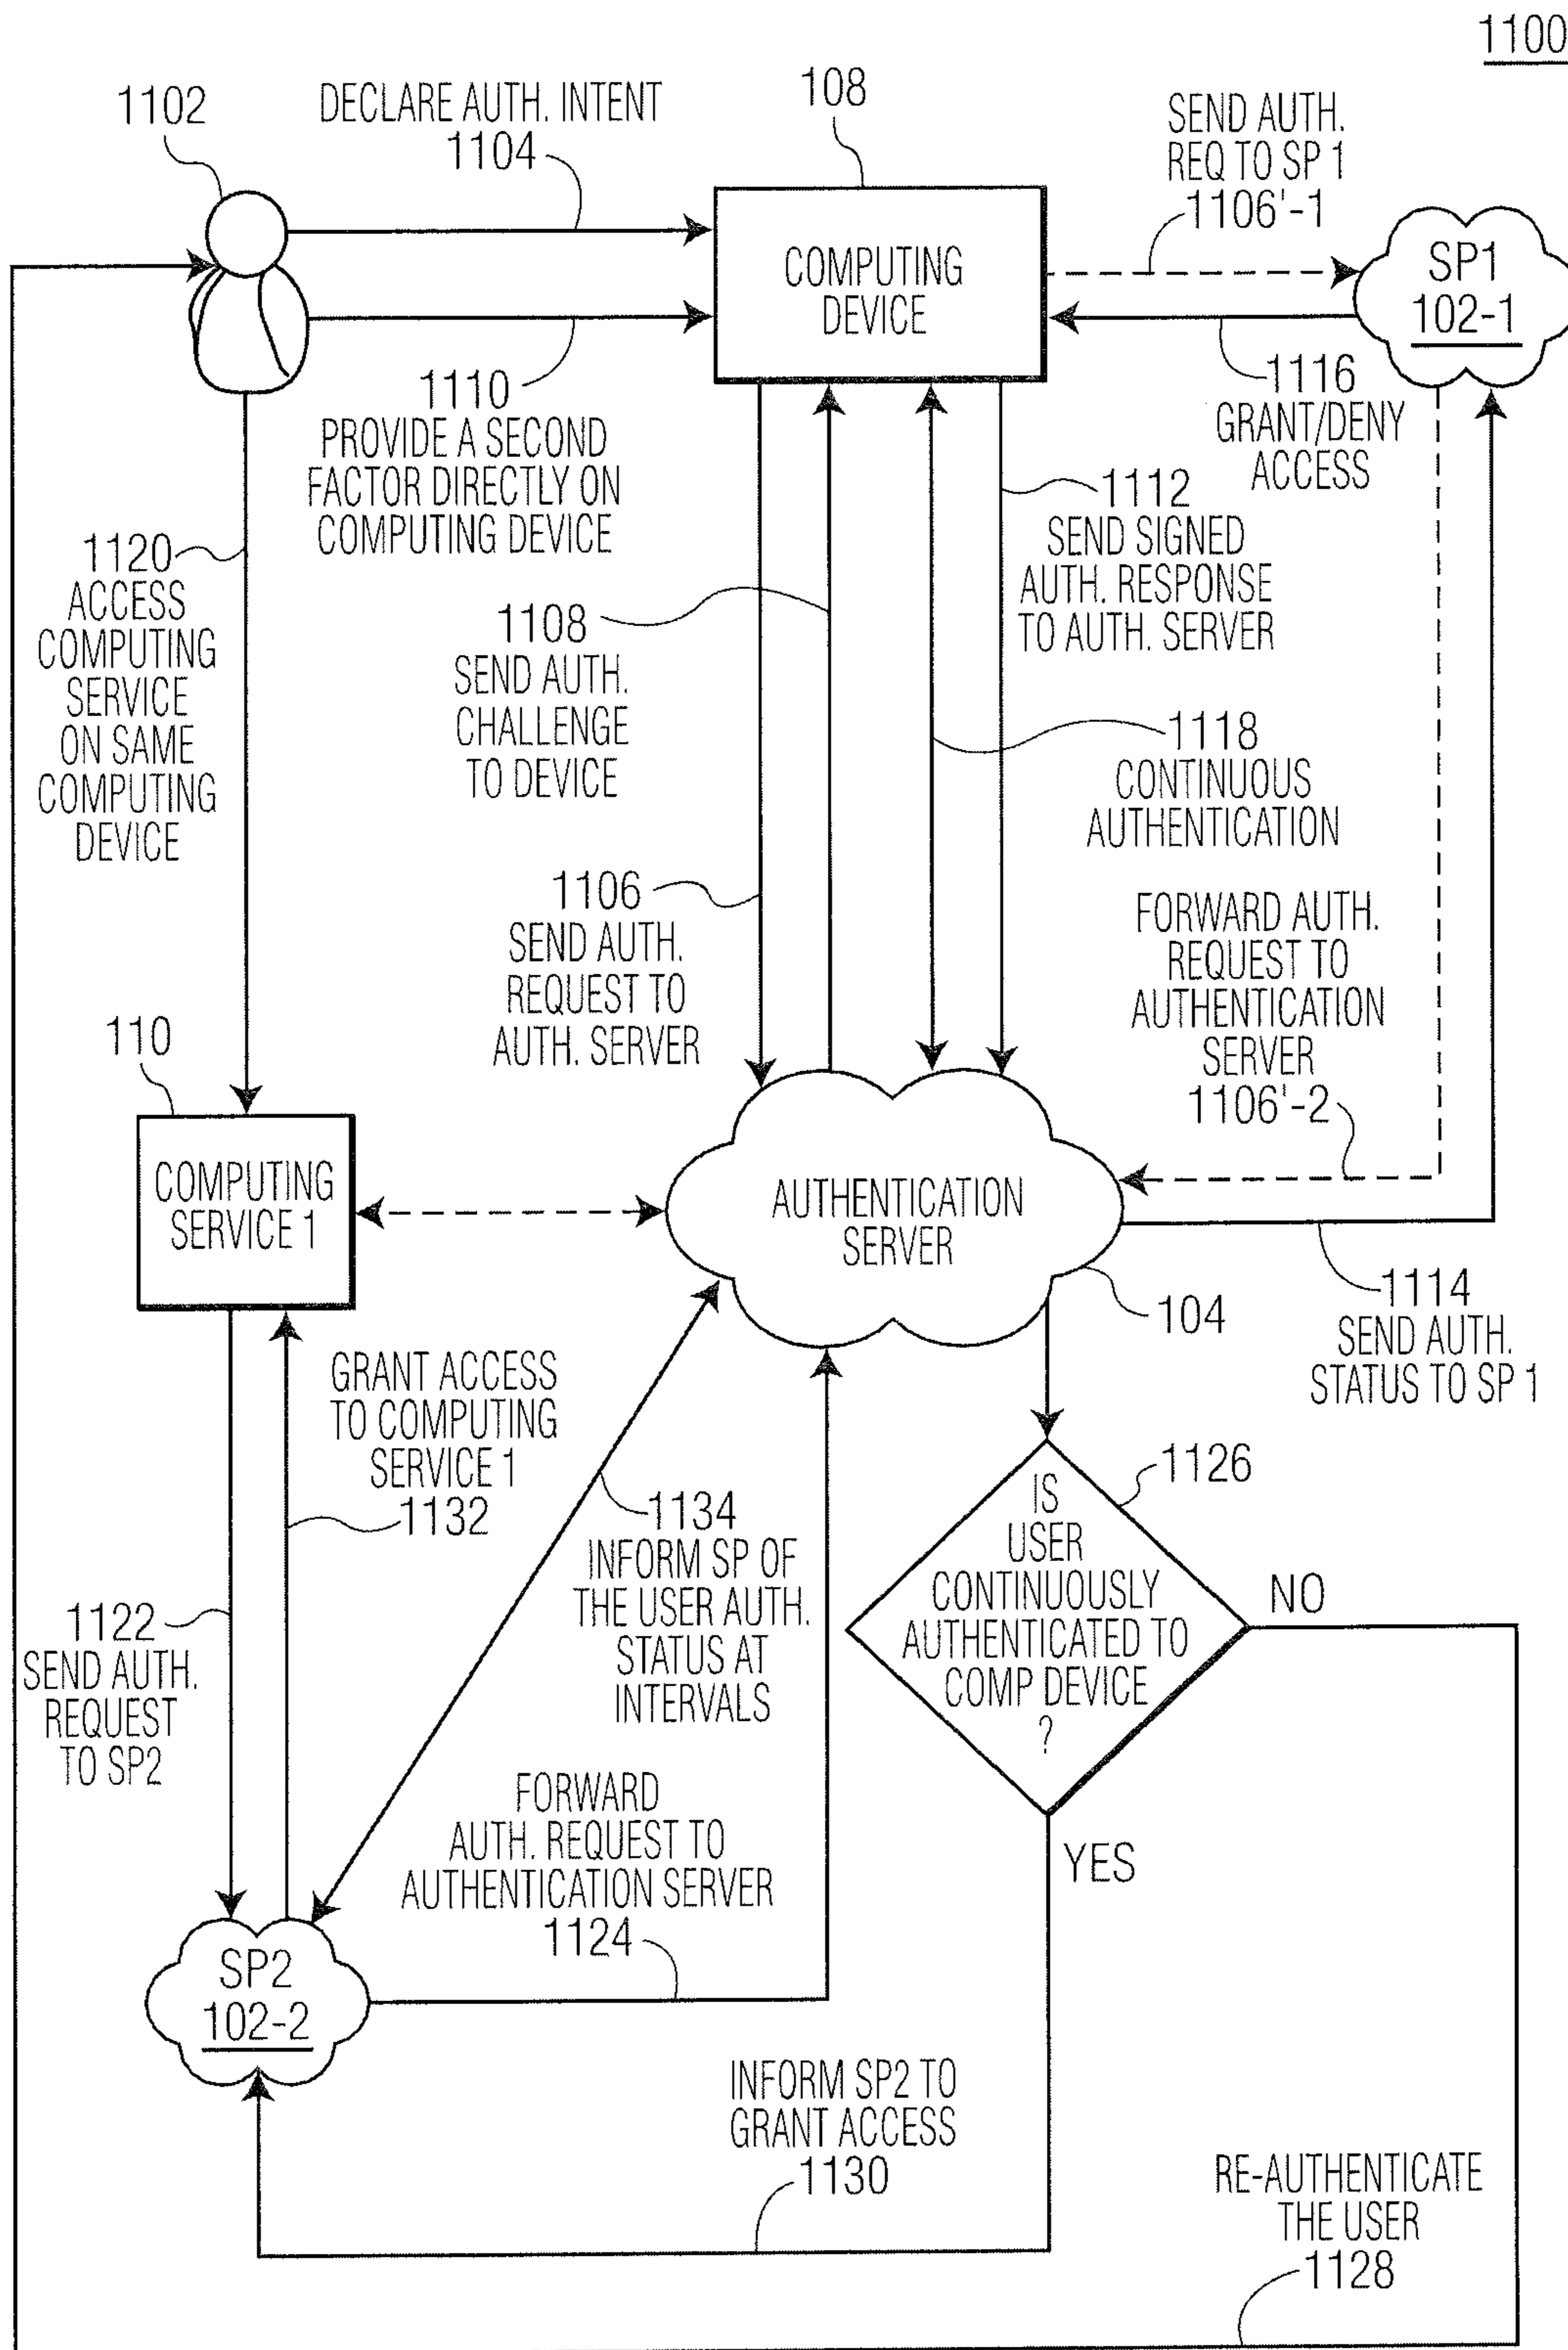 1100
1102
DECLARE AUTH. INTENT
1104
108
SEND AUTH.
REQ TO SP 1
1106'-1
COMPUTING
DEVICE
SP1
102-1
1110
PROVIDE A SECOND
FACTOR DIRECTLY ON
COMPUTING DEVICE
1116
GRANT/DENY
ACCESS
1112
SEND SIGNED
AUTH. RESPONSE
TO AUTH. SERVER
1120
ACCESS
COMPUTING
SERVICE
ON SAME
COMPUTING
DEVICE
1108
SEND AUTH.
CHALLENGE
TO DEVICE
1118
CONTINUOUS
AUTHENTICATION
1106
SEND AUTH.
REQUEST TO
AUTH. SERVER
FORWARD AUTH.
REQUEST TO
AUTHENTICATION
SERVER
1106'-2
110
COMPUTING
SERVICE 1
AUTHENTICATION
SERVER
104
1114
SEND AUTH.
STATUS TO SP 1
GRANT ACCESS
TO COMPUTING
SERVICE 1
1132
1134
INFORM SP OF
THE USER AUTH.
STATUS AT
INTERVALS
1126
IS
USER
CONTINUOUSLY
AUTHENTICATED TO
COMP DEVICE
?
NO
YES
1122
SEND AUTH.
REQUEST
TO SP2
FORWARD
AUTH. REQUEST TO
AUTHENTICATION SERVER
1124
SP2
102-2
INFORM SP2 TO
GRANT ACCESS
1130
RE-AUTHENTICATE
THE USER
1128